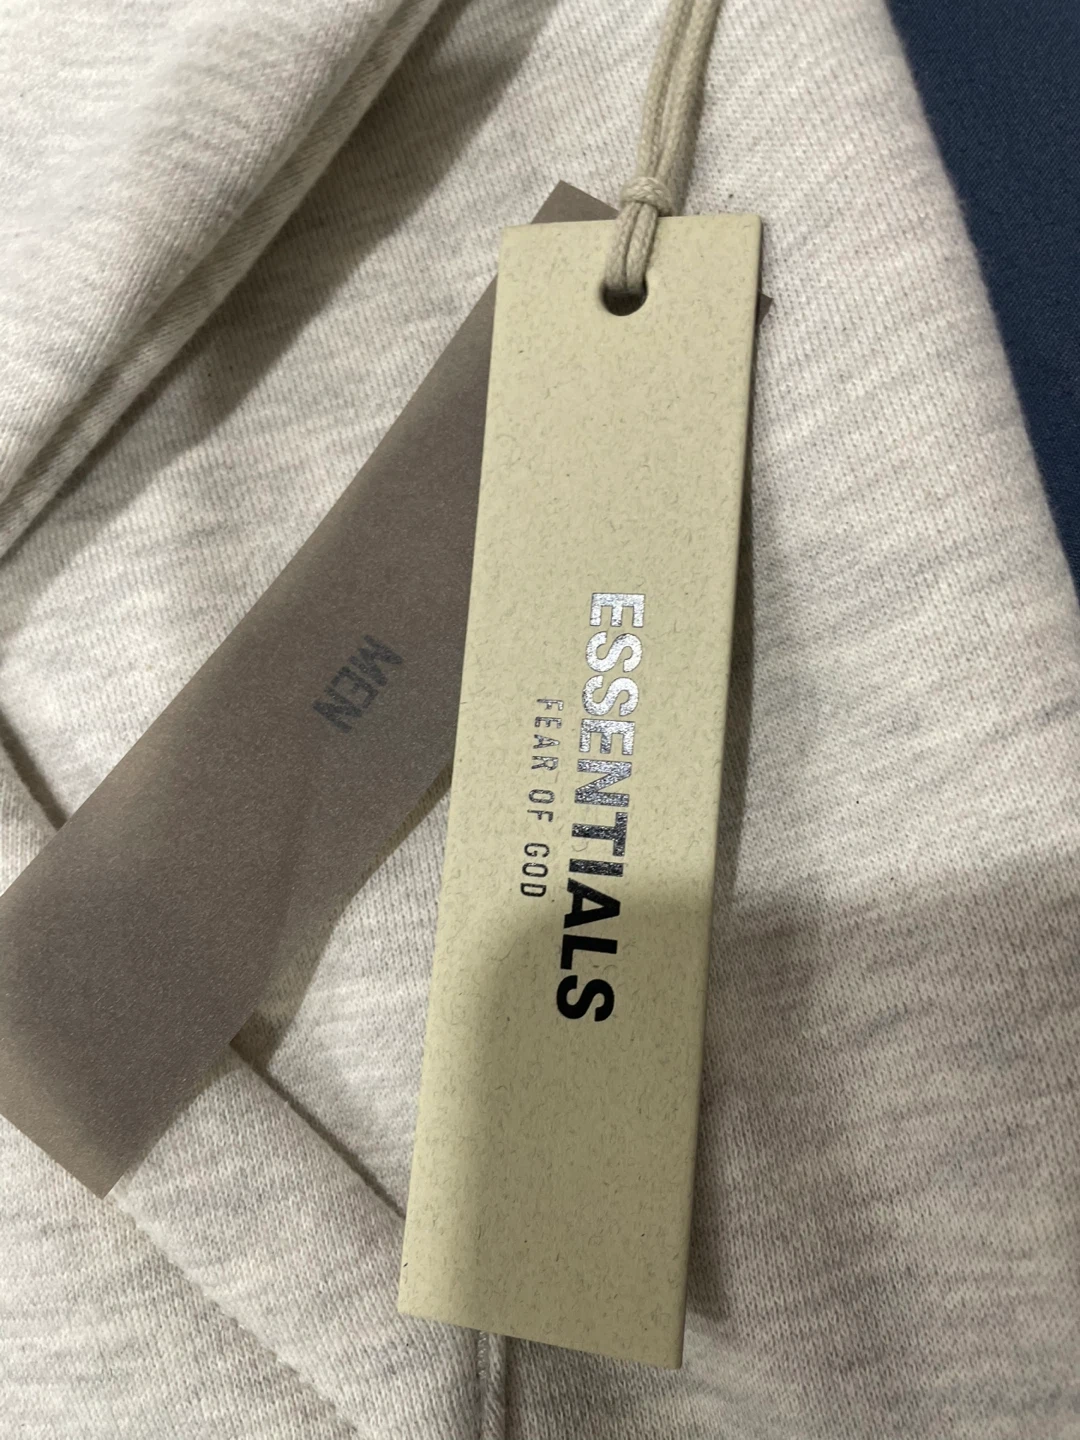 ESSENTIALS
FEAR OF GOD
MEN